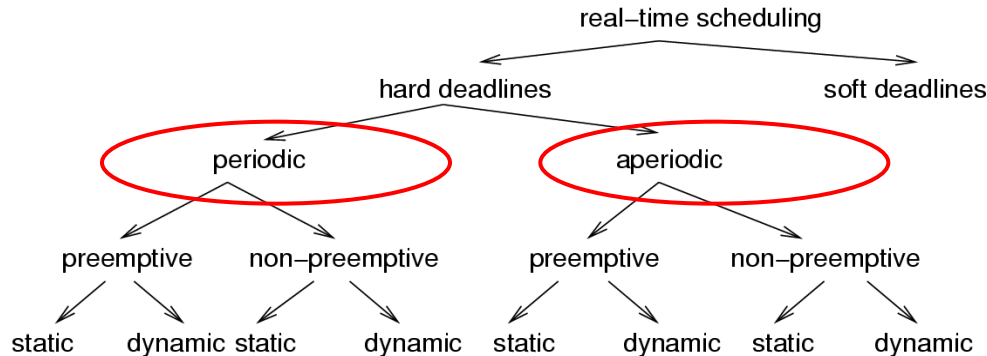 real−time scheduling
hard deadlines soft deadlines
periodic aperiodic
preemptive non−preemptive preemptive non−preemptive
static dynamic static dynamic static dynamic static dynamic